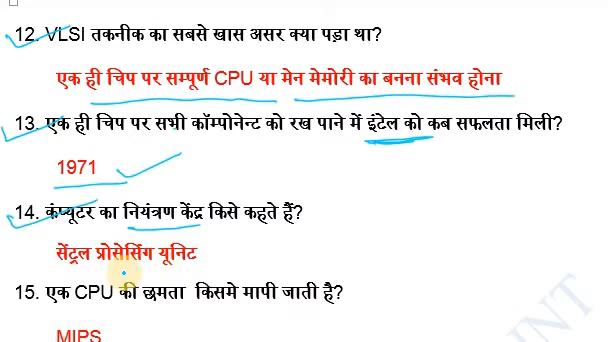 12. VLSI तकनीक का सबसे खास असर क्या पड़ा था?
एक ही चिप पर सम्पूर्ण CPU या मेन मेमोरी का बनना संभव होना
13. एक ही चिप पर सभी कॉम्पोनेन्ट को रख पाने में इंटेल को कब सफलता मिली?
1971
14. कंप्यूटर का नियंत्रण केंद्र किसे कहते हैं?
सेंट्रल प्रोसेसिंग यूनिट
15. एक CPU की छमता किसमे मापी जाती है?
MIPS